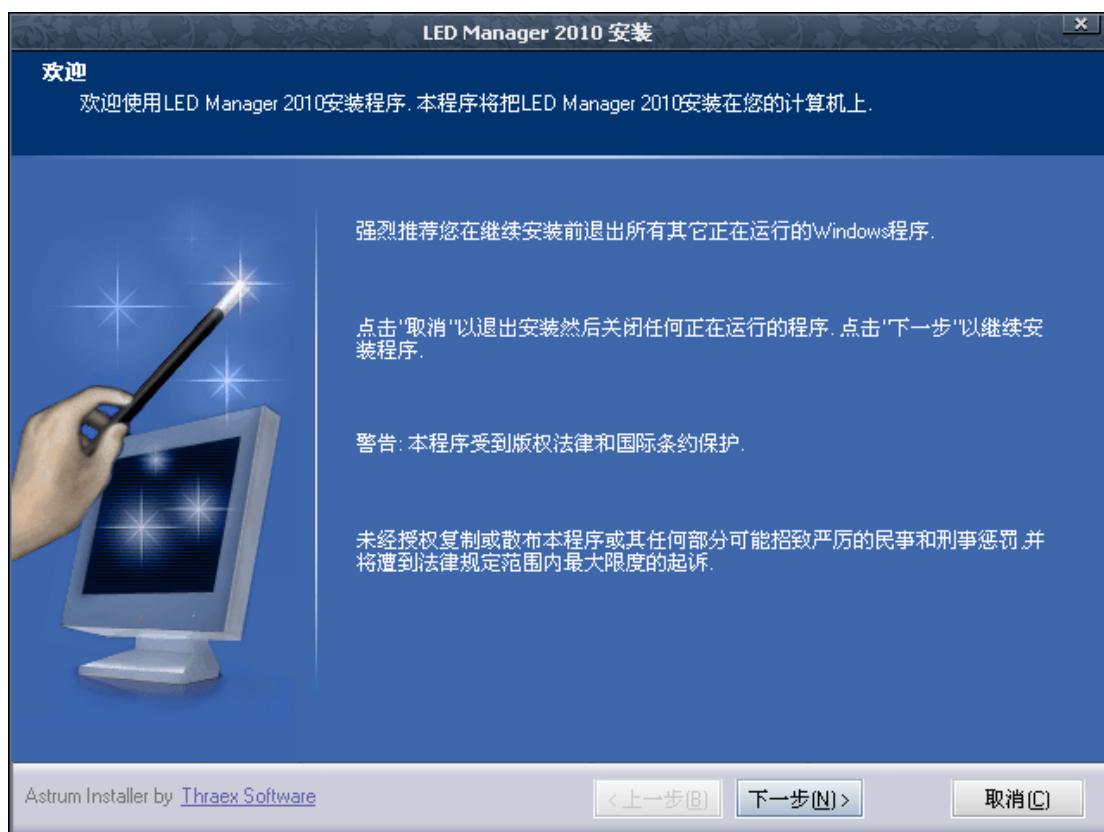 LED Manager 2010 安装
欢迎
欢迎使用LED Manager 2010安装程序. 本程序将把LED Manager 2010安装在您的计算机上.
强烈推荐您在继续安装前退出所有其它正在运行的Windows程序.
点击"取消"以退出安装然后关闭任何正在运行的程序. 点击"下一步"以继续安
装程序.
警告: 本程序受到版权法律和国际条约保护.
未经授权复制或散布本程序或其任何部分可能招致严厉的民事和刑事惩罚,并
将遭到法律规定范围内最大限度的起诉.
Astrum Installer by Thraex Software
<上一步(B) 下一步(N)> 取消(C)